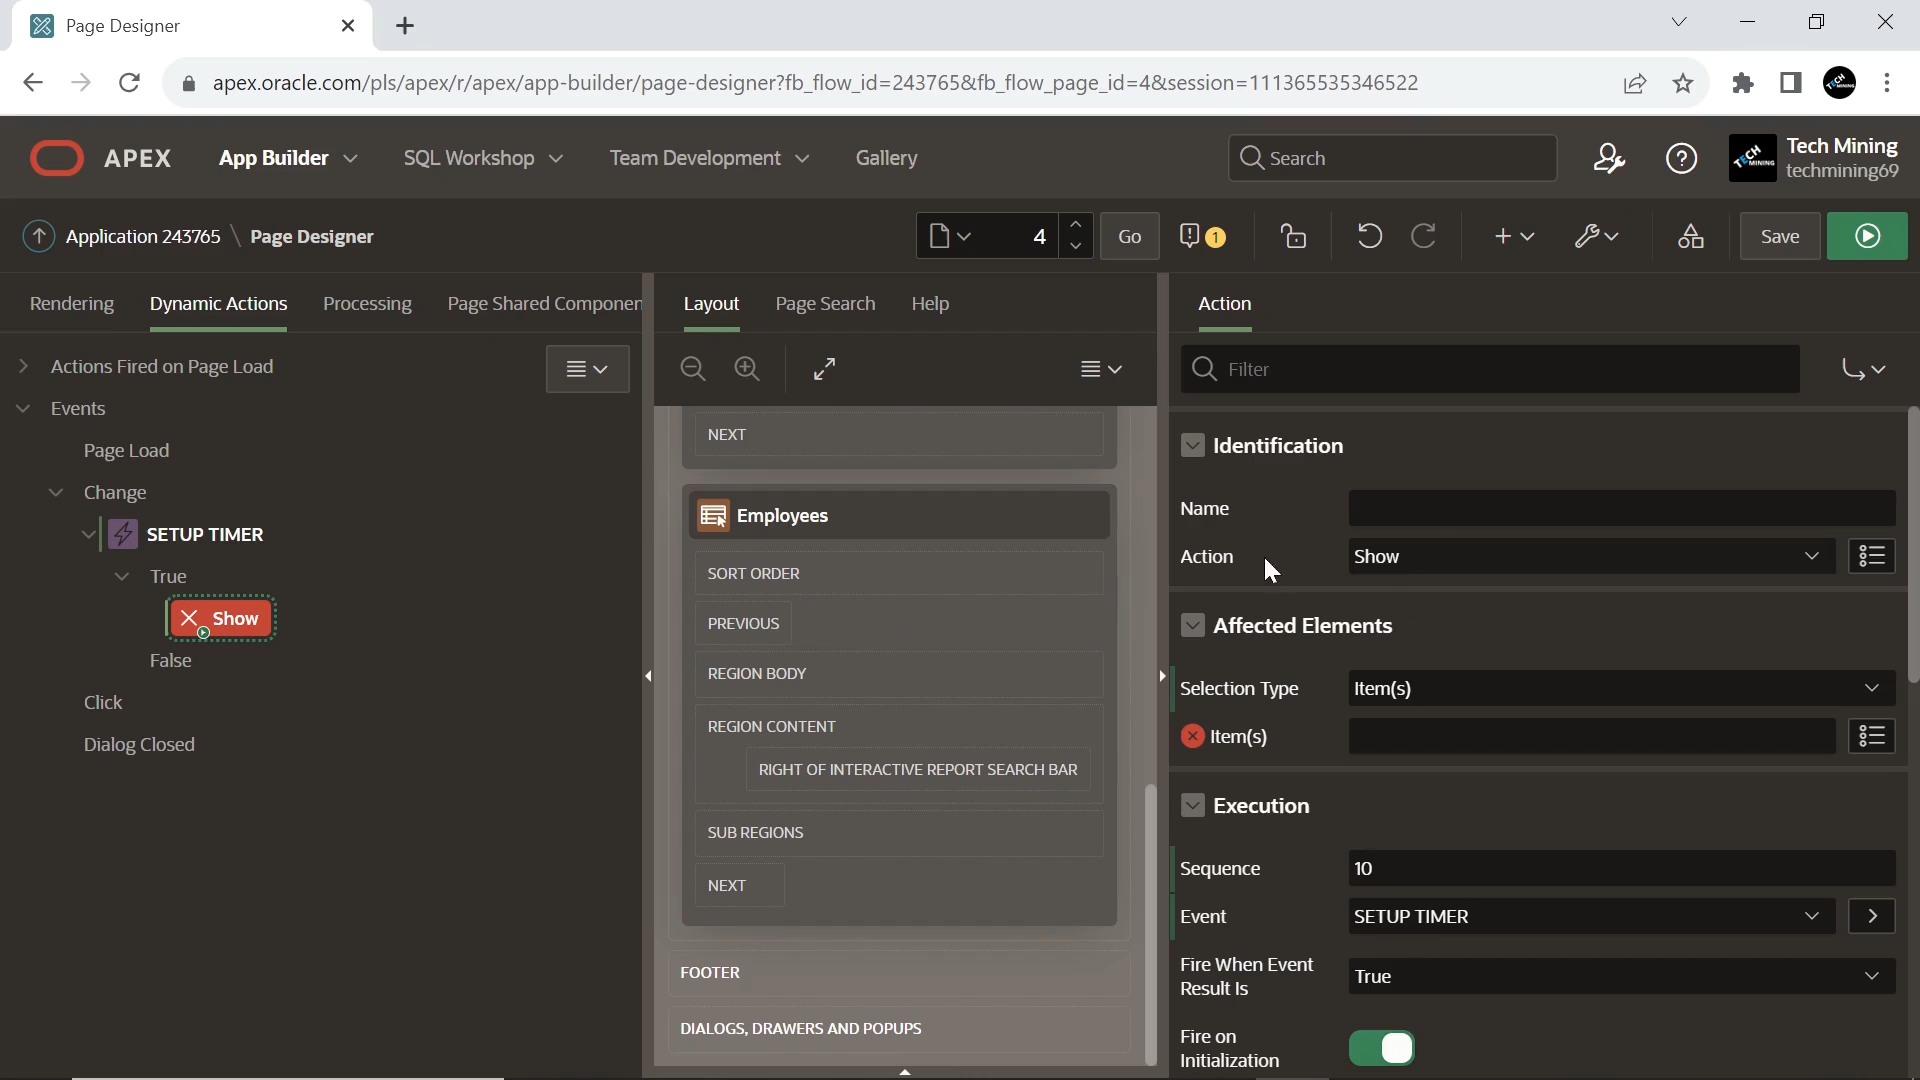 Page Designer
apex.oracle.com/pls/apex/r/apex/app-builder/page-designer?fb_flow_id=243765&fb_flow_page_id=4&session=111365535346522
APEX
App Builder
SQL Workshop
Team Development
Gallery
Search
TECH MINING
Tech Mining
techmining69
Application 243765 \ Page Designer
4
Go
1
Save
Rendering
Dynamic Actions
Processing
Page Shared Componen
Layout
Page Search
Help
Action
Actions Fired on Page Load
Filter
Events
Page Load
Change
SETUP TIMER
True
Show
False
Click
Dialog Closed
NEXT
Employees
SORT ORDER
PREVIOUS
REGION BODY
REGION CONTENT
RIGHT OF INTERACTIVE REPORT SEARCH BAR
SUB REGIONS
NEXT
FOOTER
DIALOGS, DRAWERS AND POPUPS
Identification
Name
Action
Show
Affected Elements
Selection Type
Item(s)
Item(s)
Execution
Sequence
10
Event
SETUP TIMER
Fire When Event
Result Is
True
Fire on
Initialization